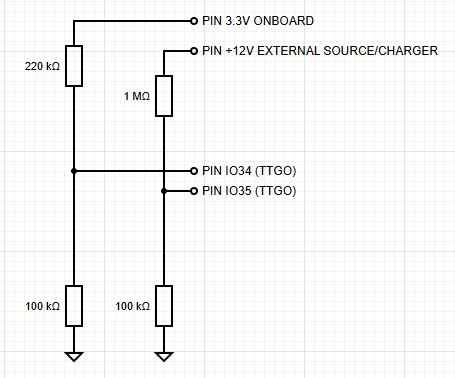 PIN 3.3V ONBOARD
PIN +12V EXTERNAL SOURCE/CHARGER
220 kΩ
1 MΩ
PIN IO34 (TTGO)
PIN IO35 (TTGO)
100 kΩ
100 kΩ